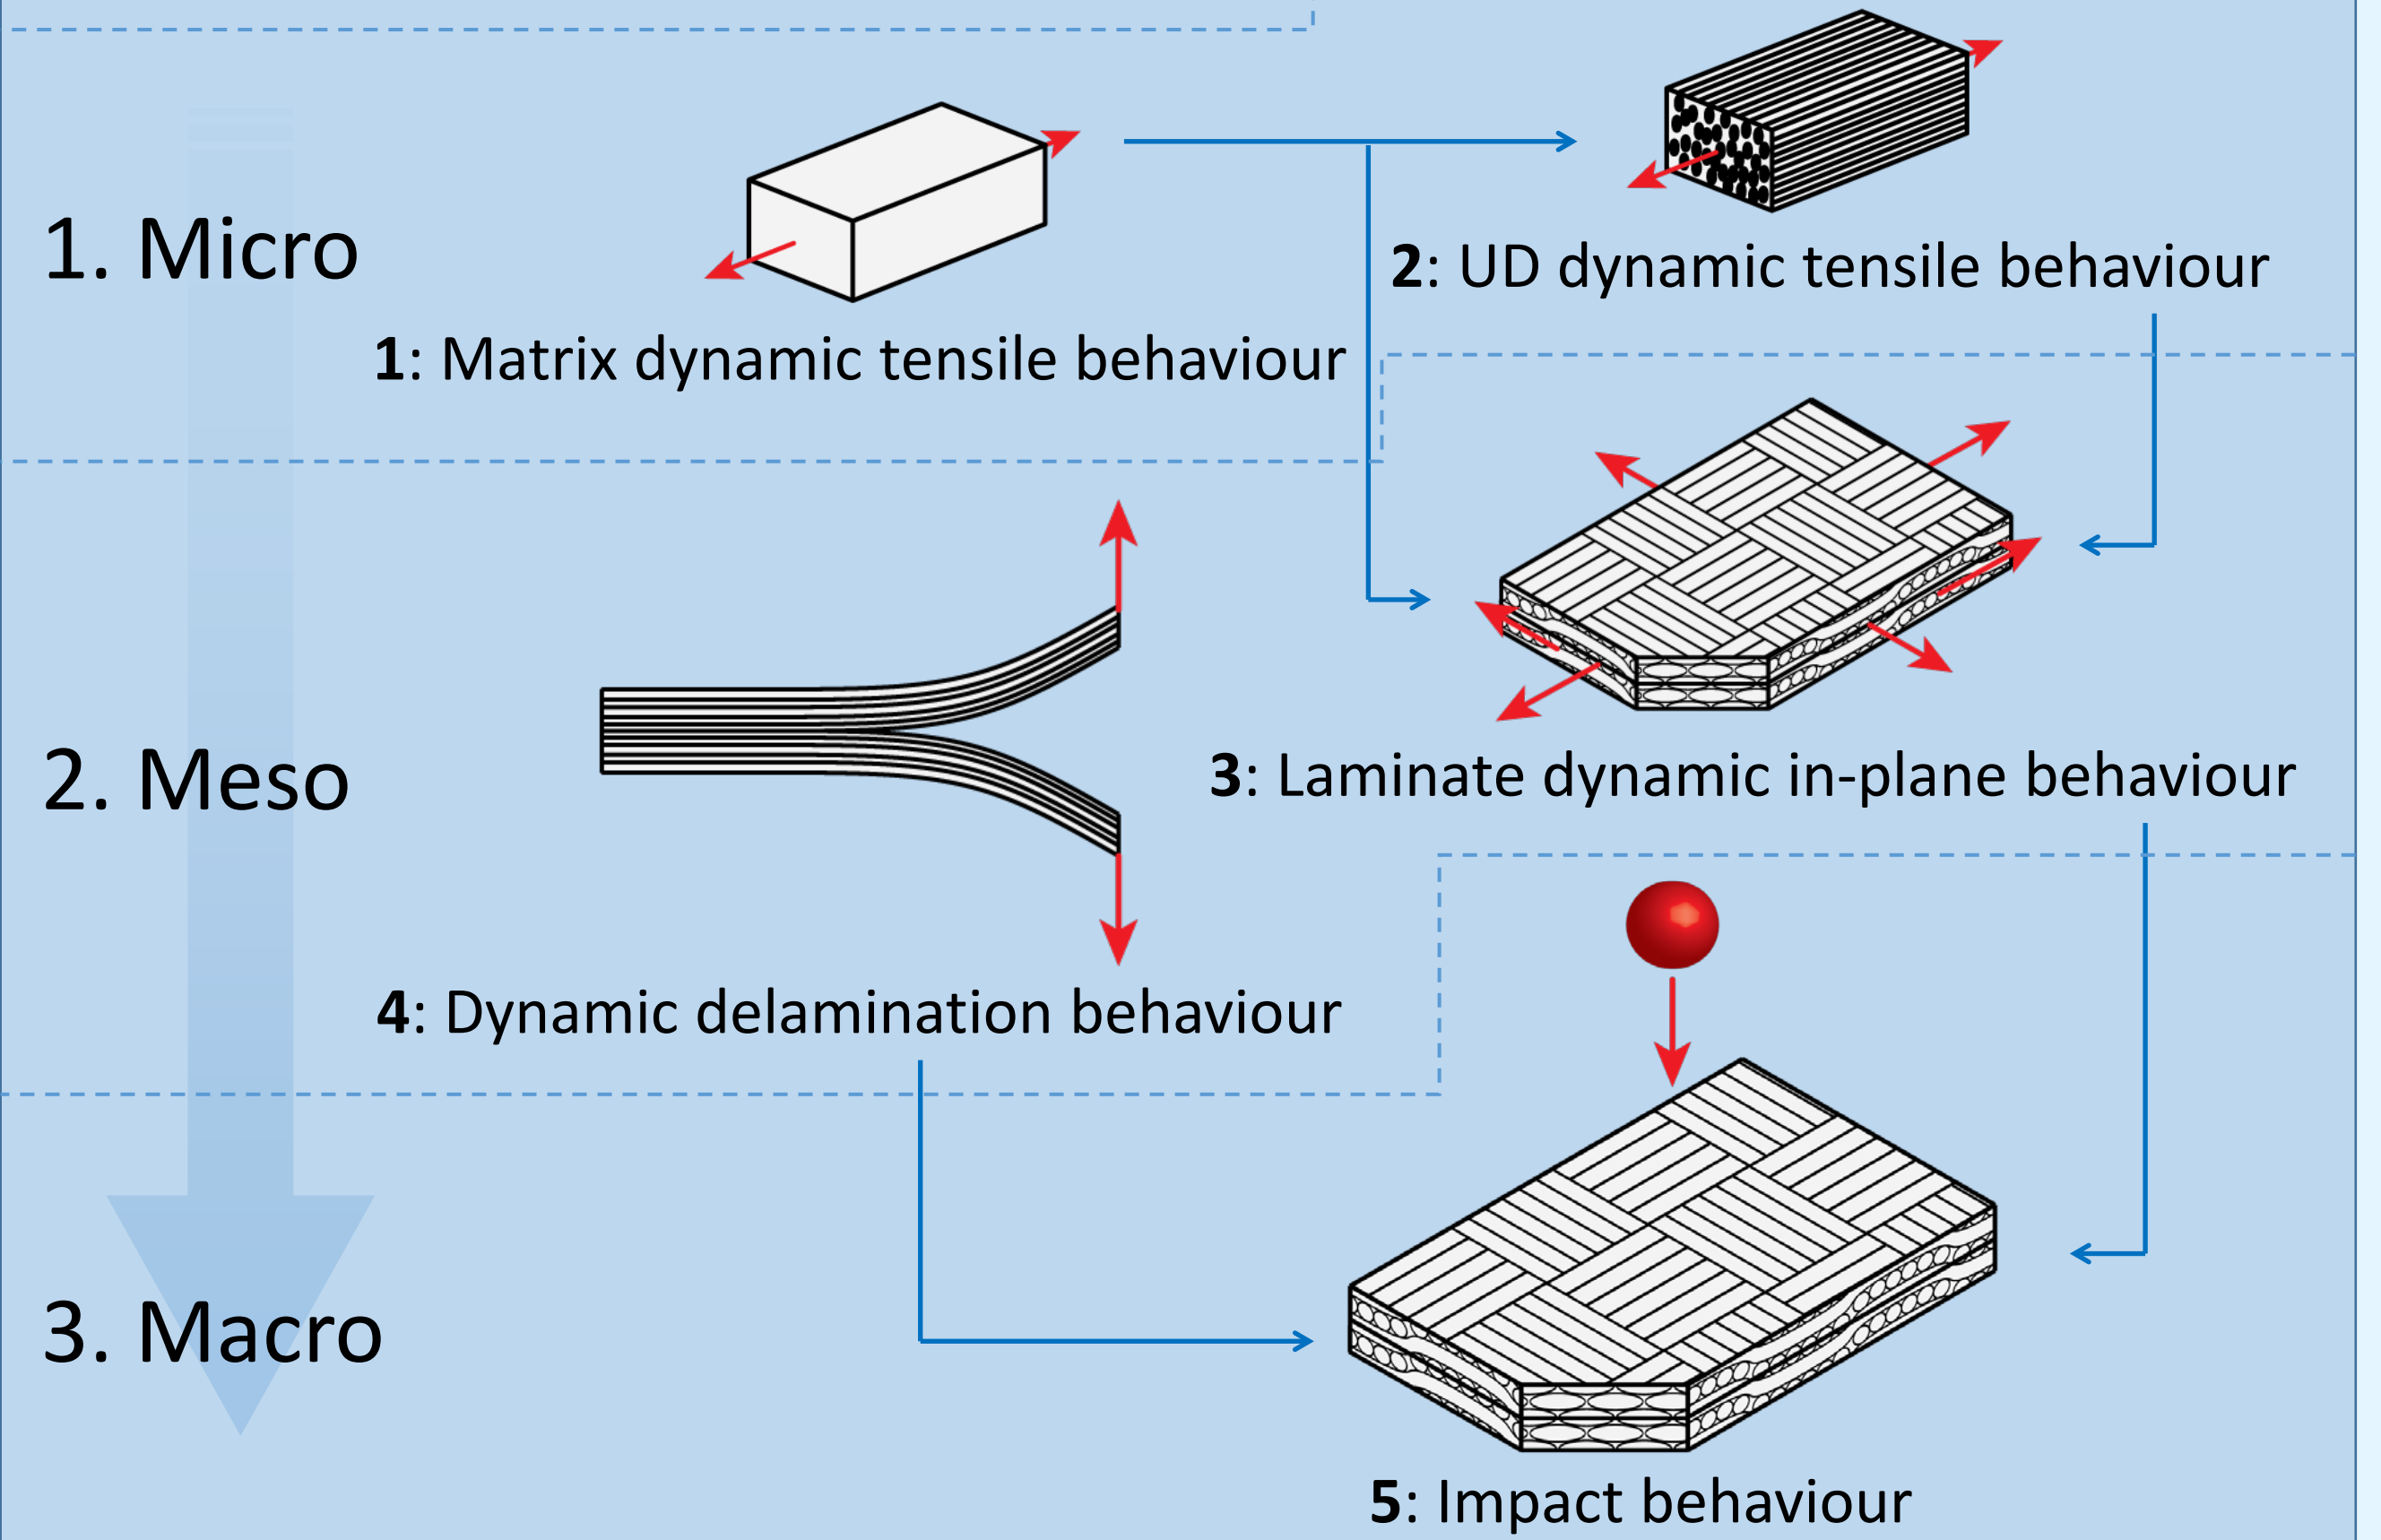 1. Micro
1: Matrix dynamic tensile behaviour
2: UD dynamic tensile behaviour
2. Meso
3: Laminate dynamic in-plane behaviour
4: Dynamic delamination behaviour
3. Macro
5: Impact behaviour